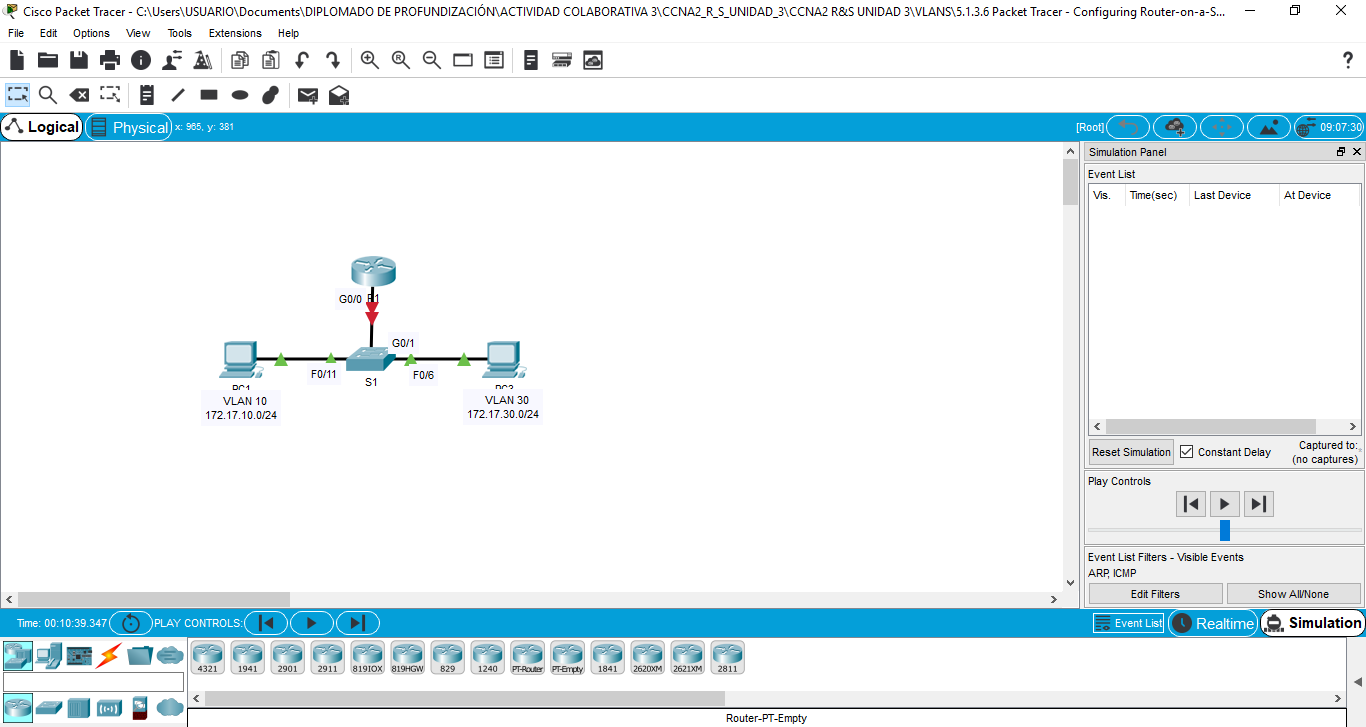 Cisco Packet Tracer - C:\Users\USUARIO\Documents\DIPLOMADO DE PROFUNDIZACIÓN\ACTIVIDAD COLABORATIVA 3\CCNA2_R_S_UNIDAD_3\CCNA2 R&S UNIDAD 3\VLANS\5.1.3.6 Packet Tracer - Configuring Router-on-a-S...
File Edit Options View Tools Extensions Help
Logical Physical x: 965, y: 381 [Root] 09:07:30
Simulation Panel
Event List
Vis. Time(sec) Last Device At Device
G0/0 R1
G0/1
F0/11 F0/6
S1
PC1
VLAN 10
172.17.10.0/24
VLAN 30
172.17.30.0/24
Reset Simulation Constant Delay Captured to:
(no captures)
Play Controls
Event List Filters - Visible Events
ARP, ICMP
Edit Filters Show All/None
Time: 00:10:39.347 PLAY CONTROLS: Event List Realtime Simulation
4321 1941 2901 2911 819IOX 819HGW 829 1240 PT-Router PT-Empty 1841 2620XM 2621XM 2811
Router-PT-Empty